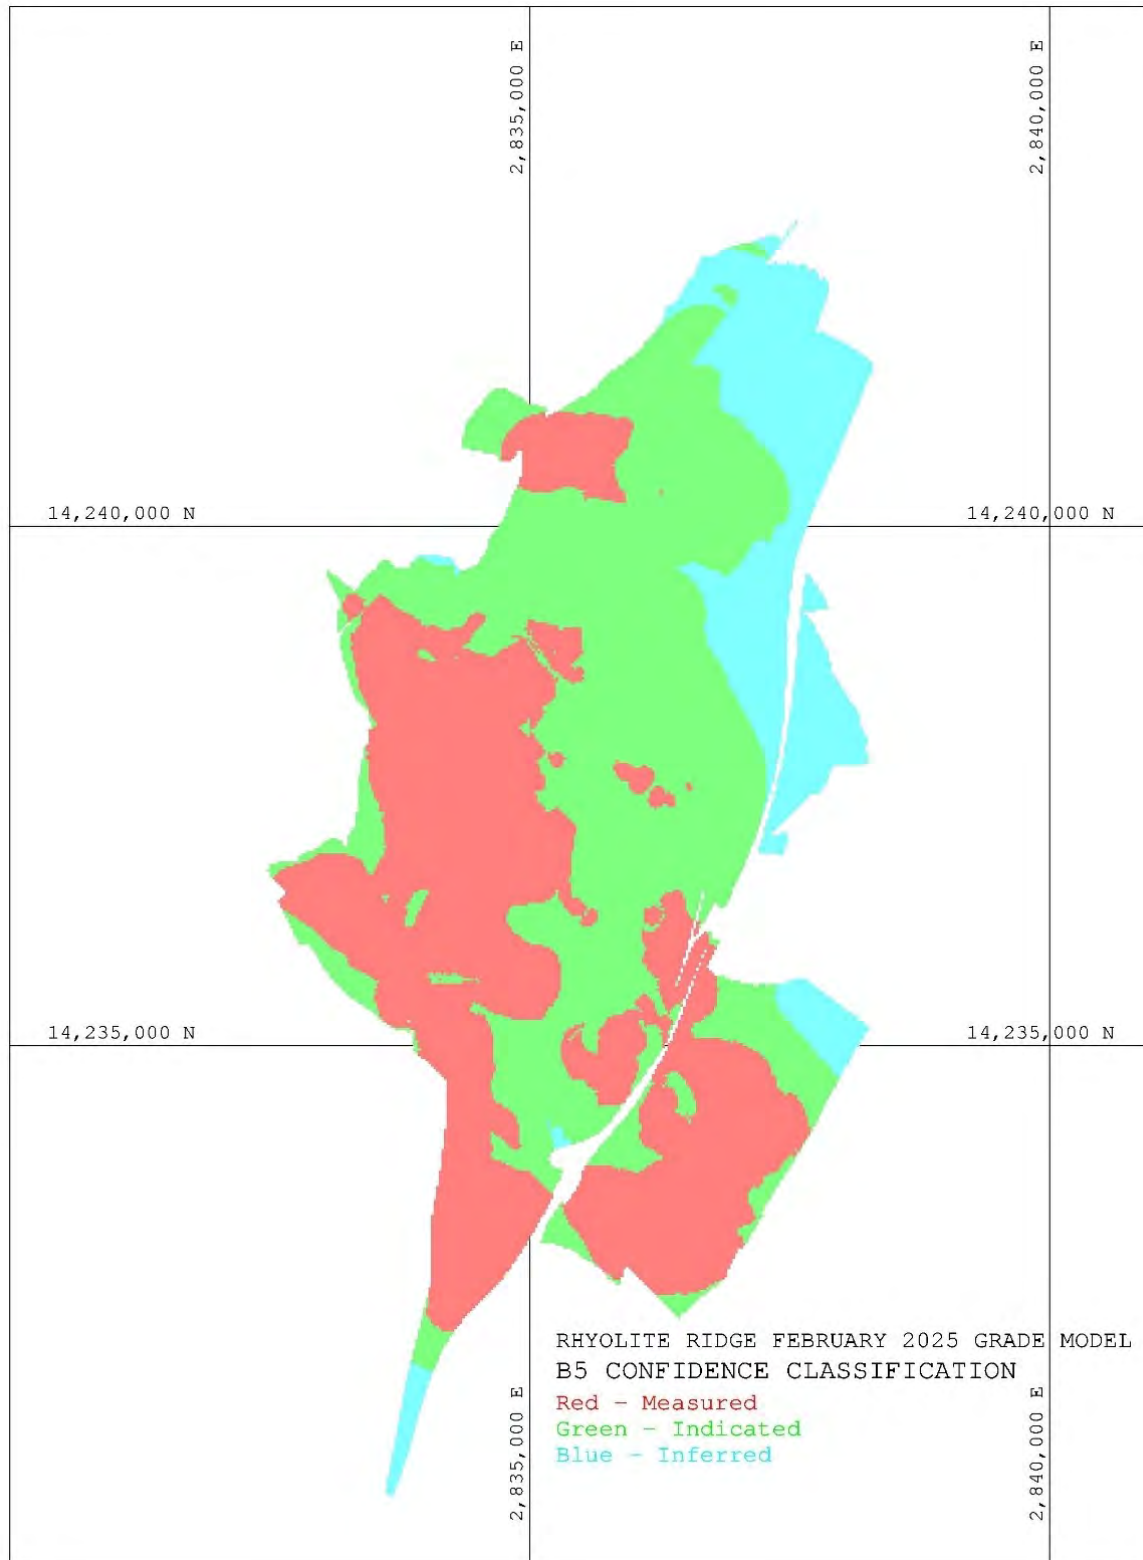 2,835,000 E
2,840,000 E
14,240,000 N
14,240,000 N
14,235,000 N
14,235,000 N
RHYOLITE RIDGE FEBRUARY 2025 GRADE MODEL
B5 CONFIDENCE CLASSIFICATION
Red - Measured
Green - Indicated
Blue - Inferred
2,835,000 E
2,840,000 E